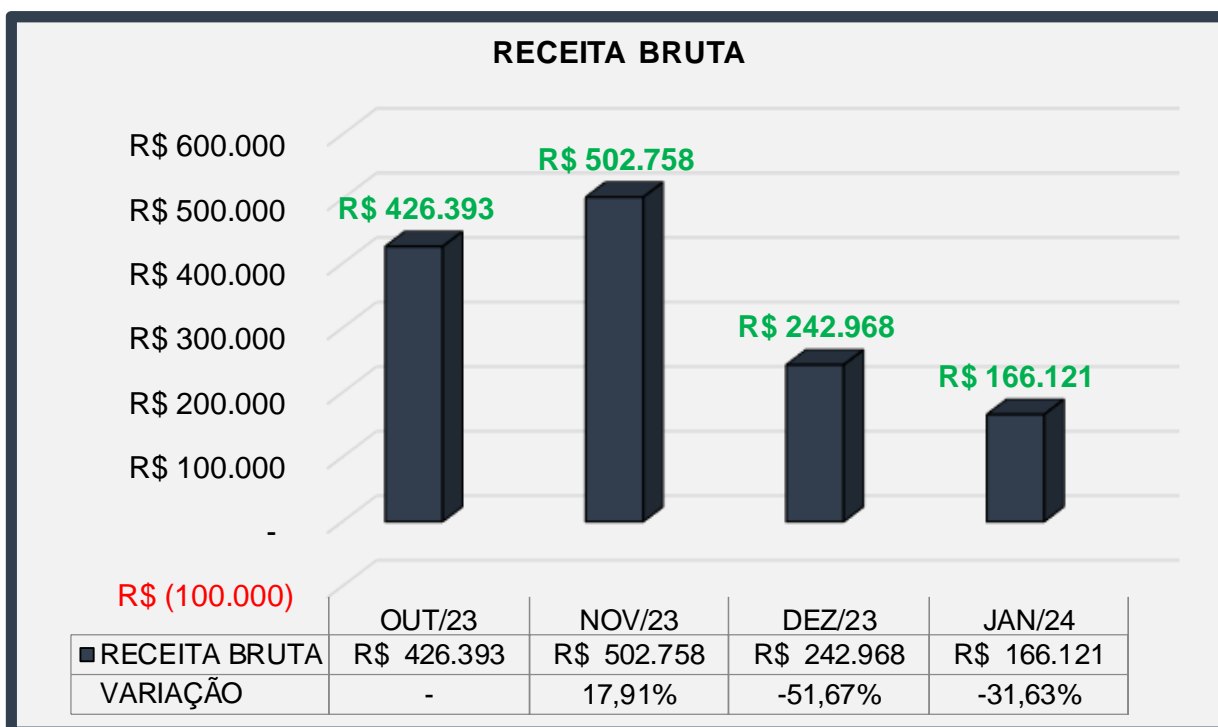 RECEITA BRUTA
R$ 600.000
R$ 500.000
R$ 400.000
R$ 300.000
R$ 200.000
R$ 100.000
-
R$ (100.000)
R$ 426.393
R$ 502.758
R$ 242.968
R$ 166.121
OUT/23 NOV/23 DEZ/23 JAN/24
RECEITA BRUTA R$ 426.393 R$ 502.758 R$ 242.968 R$ 166.121
VARIAÇÃO - 17,91% -51,67% -31,63%